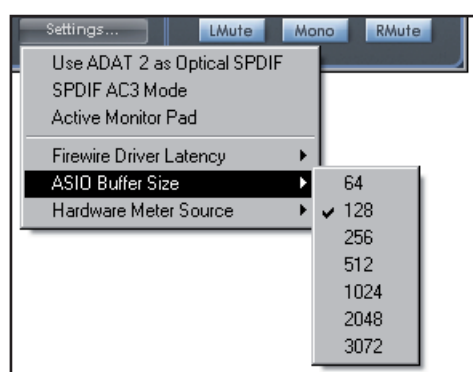 Settings... LMute Mono RMute
Use ADAT 2 as Optical SPDIF
SPDIF AC3 Mode
Active Monitor Pad
Firewire Driver Latency
ASIO Buffer Size
Hardware Meter Source
64
128
256
512
1024
2048
3072